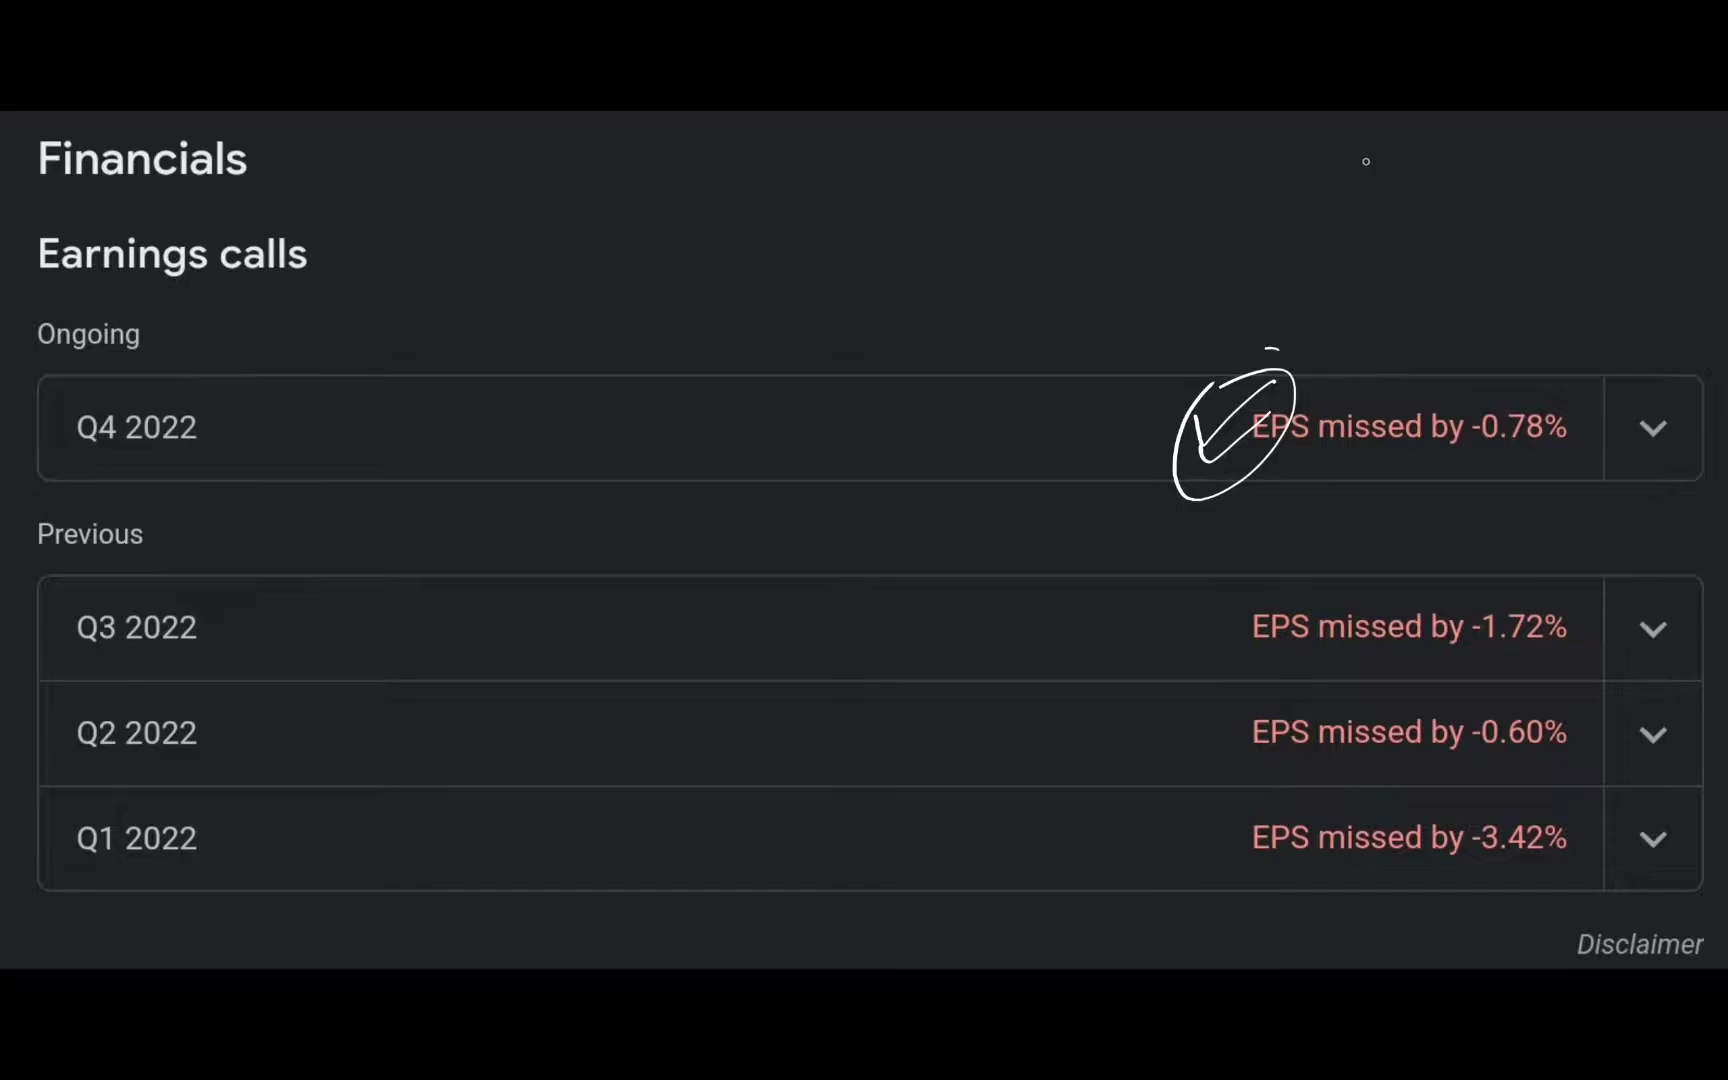 Financials
Earnings calls
Ongoing
Q4 2022 EPS missed by -0.78%
Previous
Q3 2022 EPS missed by -1.72%
Q2 2022 EPS missed by -0.60%
Q1 2022 EPS missed by -3.42%
Disclaimer